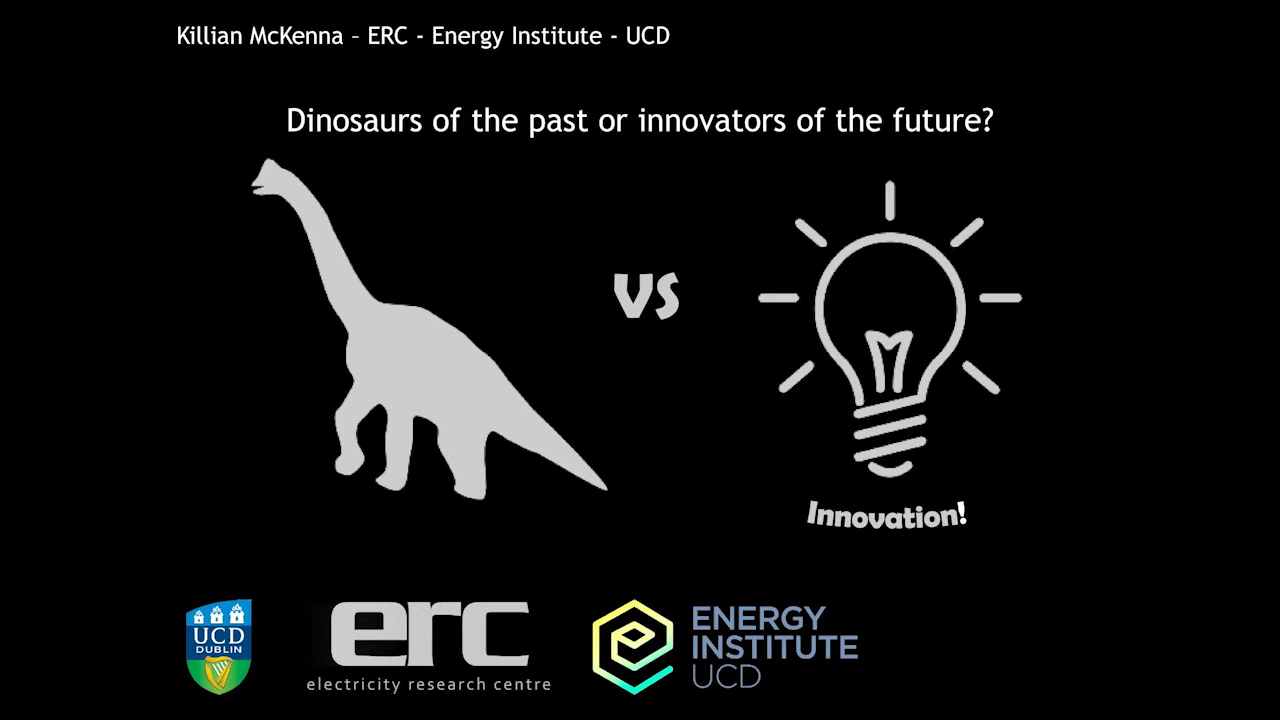 Killian McKenna – ERC - Energy Institute - UCD
Dinosaurs of the past or innovators of the future?
vs
Innovation!
UCD
DUBLIN
erc
electricity research centre
ENERGY
INSTITUTE
UCD